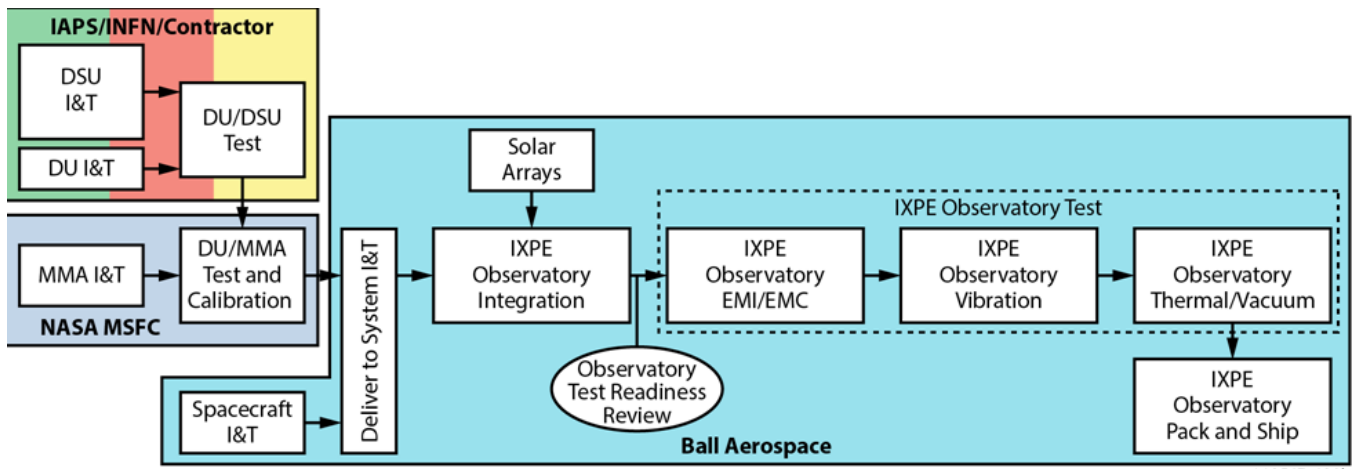 IAPS/INFN/Contractor
DSU
I&T
DU I&T
DU/DSU
Test
MMA I&T
DU/MMA
Test and
Calibration
NASA MSFC
Spacecraft
I&T
Deliver to System I&T
Solar
Arrays
IXPE
Observatory
Integration
Observatory
Test Readiness
Review
IXPE Observatory Test
IXPE
Observatory
EMI/EMC
IXPE
Observatory
Vibration
IXPE
Observatory
Thermal/Vacuum
IXPE
Observatory
Pack and Ship
Ball Aerospace